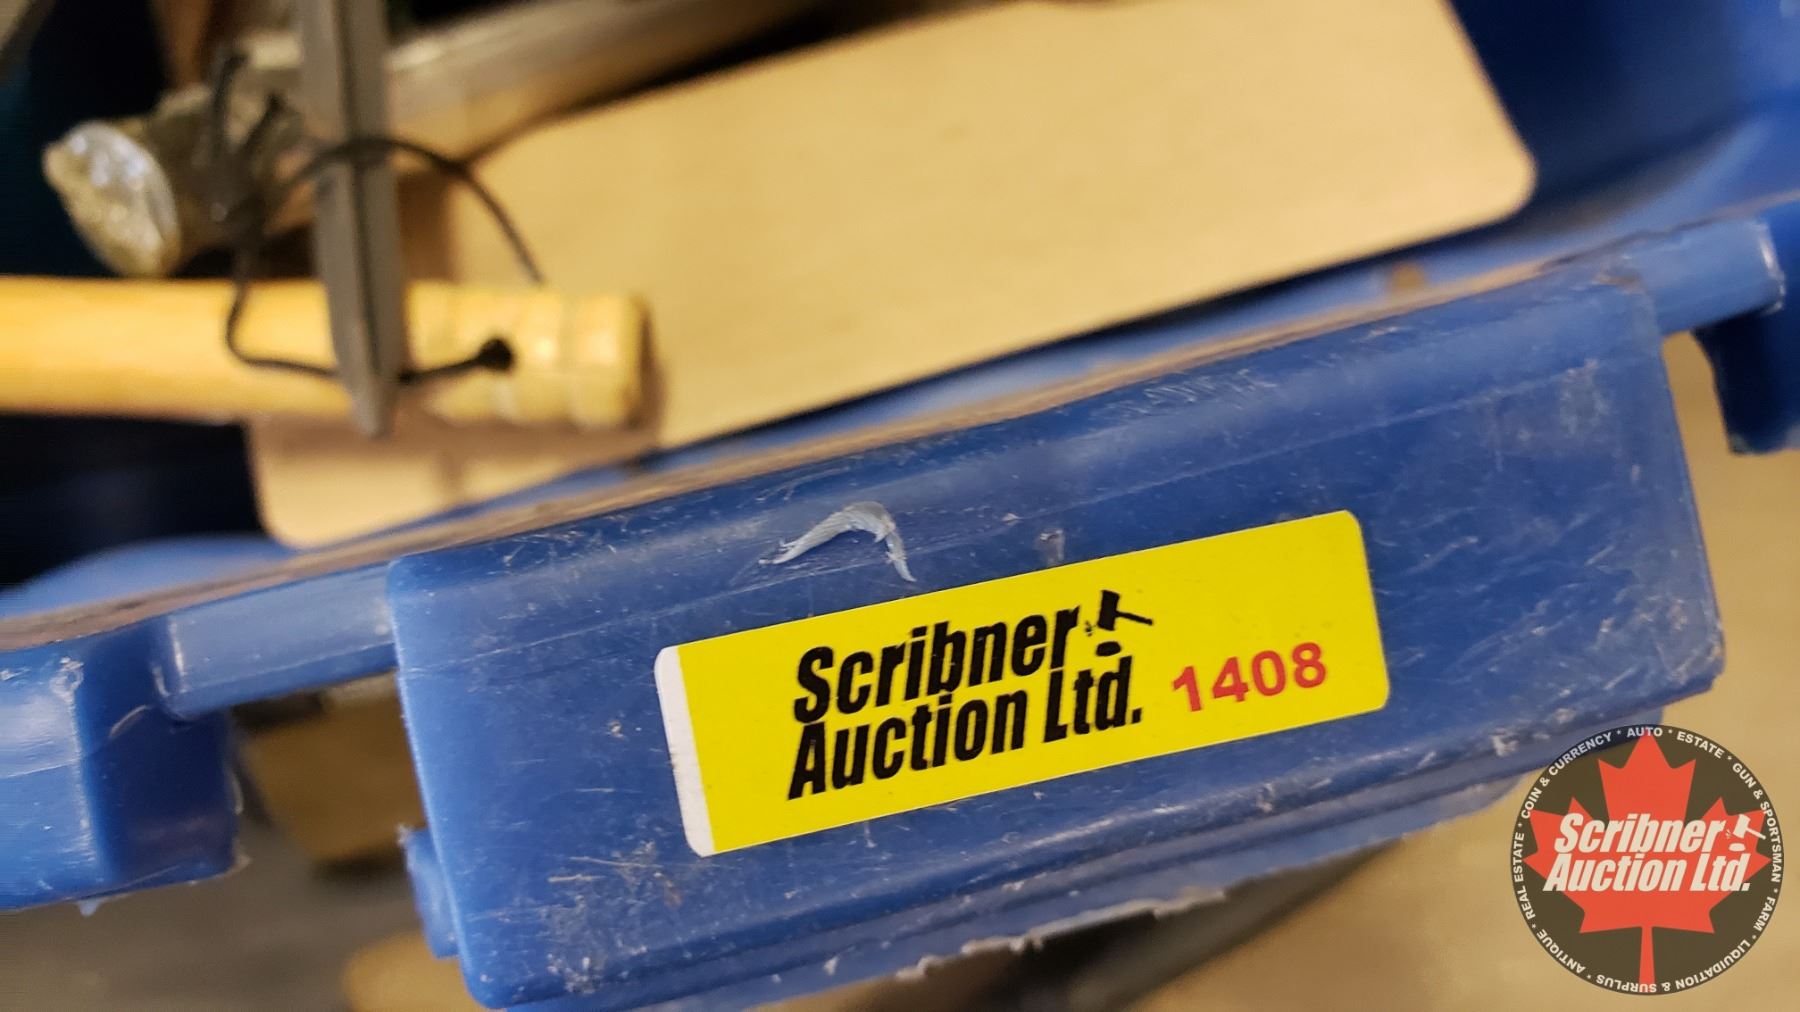 Scribner
Auction Ltd. 1408
Scribner
Auction Ltd.
ANTIQUE * REAL ESTATE * COIN & CURRENCY * AUTO * ESTATE * GUN & SPORTSMAN * FARM * LIQUIDATION & SURPLUS *